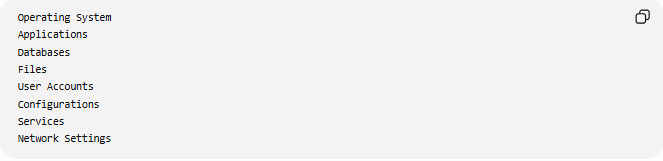 Operating System
Applications
Databases
Files
User Accounts
Configurations
Services
Network Settings